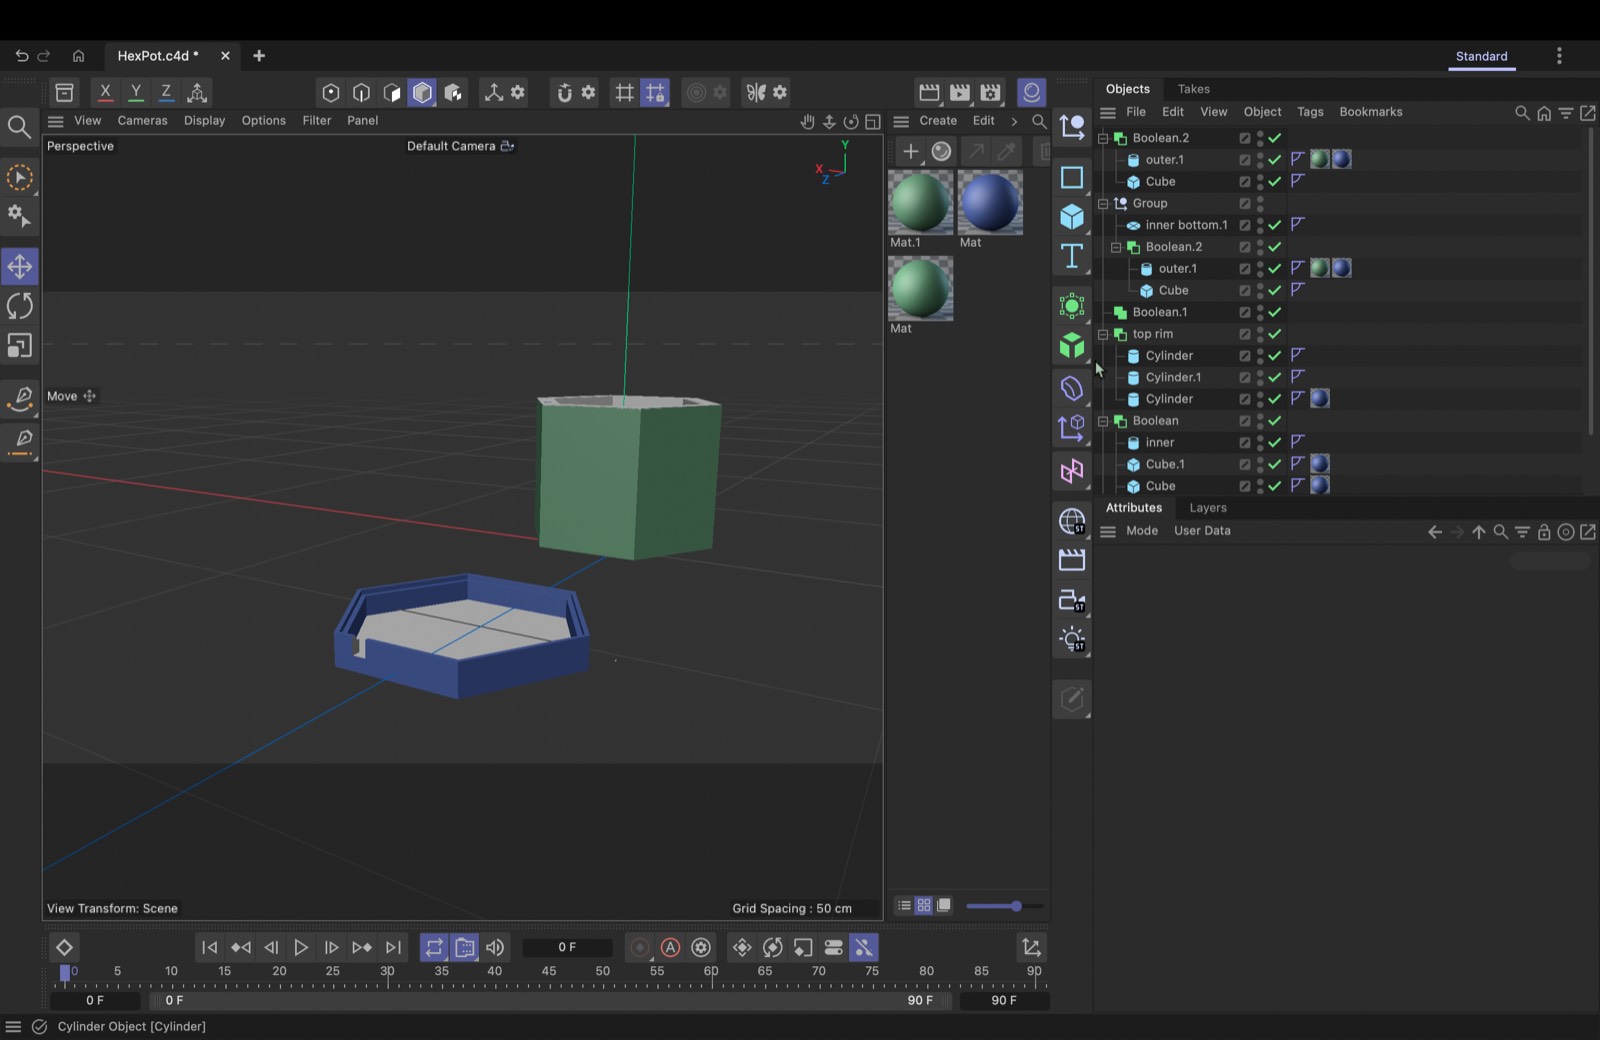 HexPot.c4d *
Standard
X Y Z
Objects Takes
View Cameras Display Options Filter Panel
Create Edit
File Edit View Object Tags Bookmarks
Perspective
Default Camera
Y
X
Z
Mat.1
Mat
Mat
Boolean.2
outer.1
Cube
Group
inner bottom.1
Boolean.2
outer.1
Cube
Boolean.1
top rim
Cylinder
Cylinder.1
Cylinder
Boolean
inner
Cube.1
Cube
Move
ST
ST
ST
Attributes Layers
Mode User Data
View Transform: Scene
Grid Spacing : 50 cm
0 F
A
0 5 10 15 20 25 30 35 40 45 50 55 60 65 70 75 80 85 90
0 F
0 F
90 F
90 F
Cylinder Object [Cylinder]